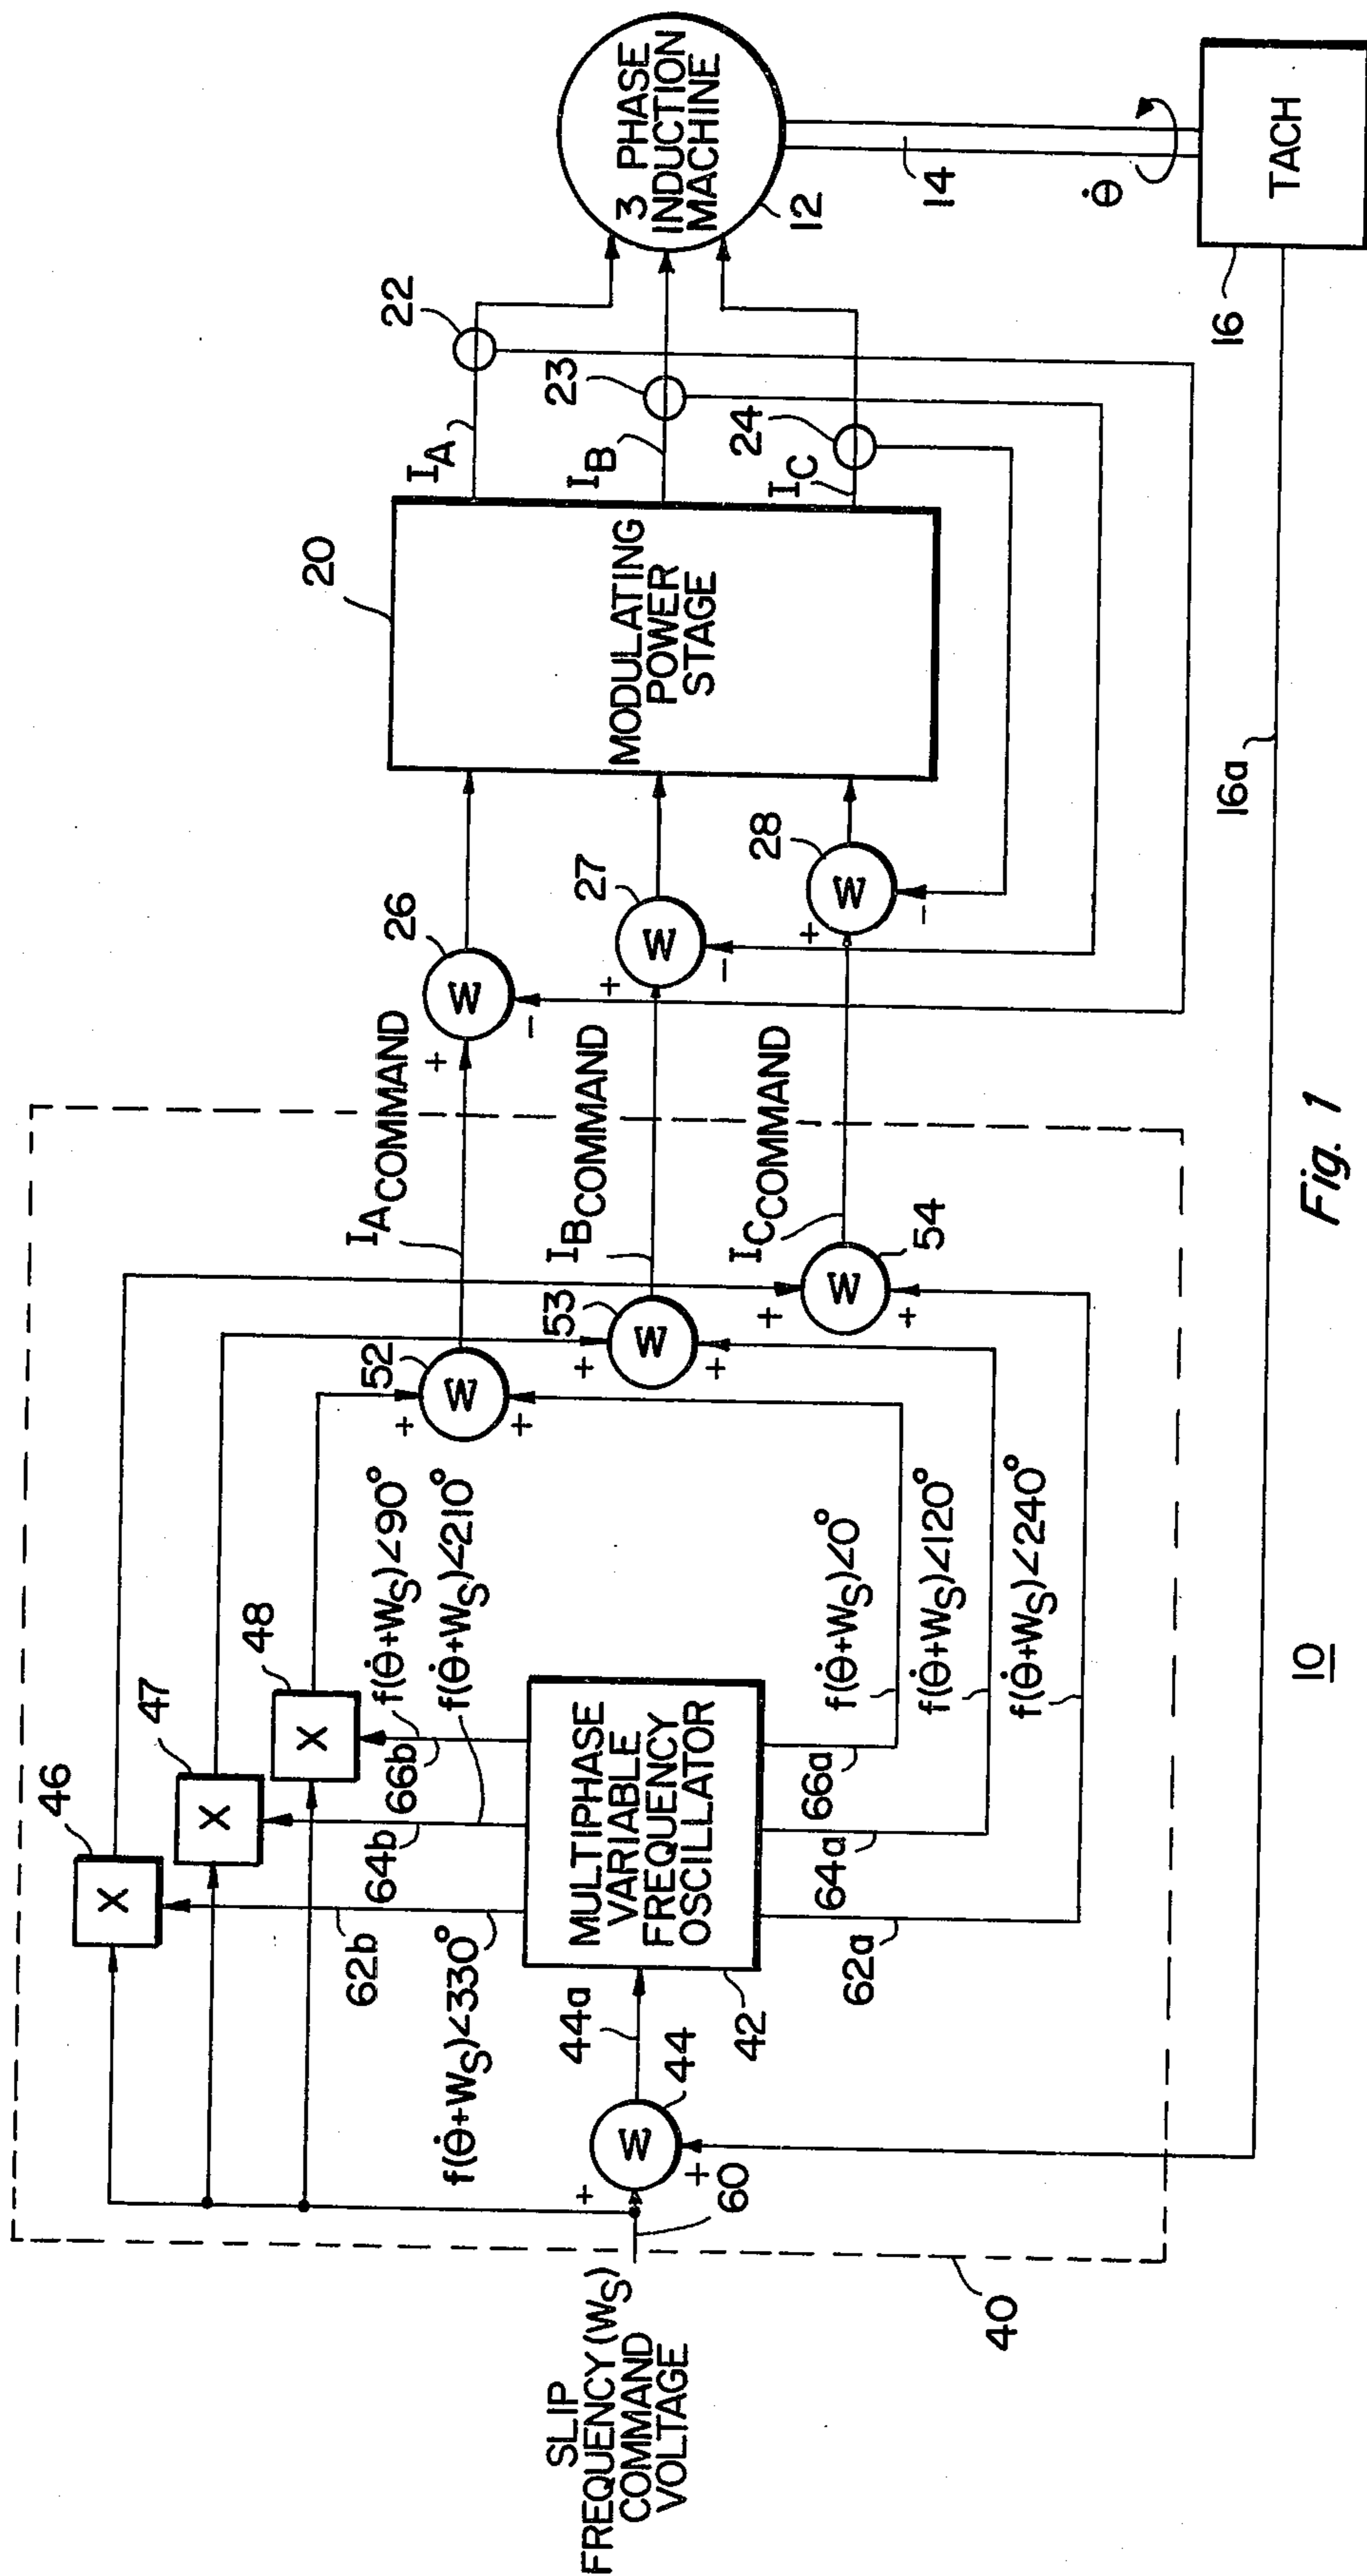 46
X
47
X
48
X
62b
64b
66b
f(θ̇+WS)∠330°
f(θ̇+WS)∠90°
f(θ̇+WS)∠210°
SLIP
FREQUENCY (WS)
COMMAND
VOLTAGE
60
+
+
W
44
44a
MULTIPHASE
VARIABLE
FREQUENCY
OSCILLATOR
42
62a
64a
66a
f(θ̇+WS)∠0°
f(θ̇+WS)∠120°
f(θ̇+WS)∠240°
40
52
+
W
+
53
+
W
+
54
+
W
+
IA COMMAND
IB COMMAND
IC COMMAND
26
+
W
-
27
+
W
-
28
+
W
-
20
MODULATING
POWER
STAGE
IA
IB
IC
22
23
24
3 PHASE
INDUCTION
MACHINE
12
14
θ̇
TACH
16
16a
10
Fig. 1